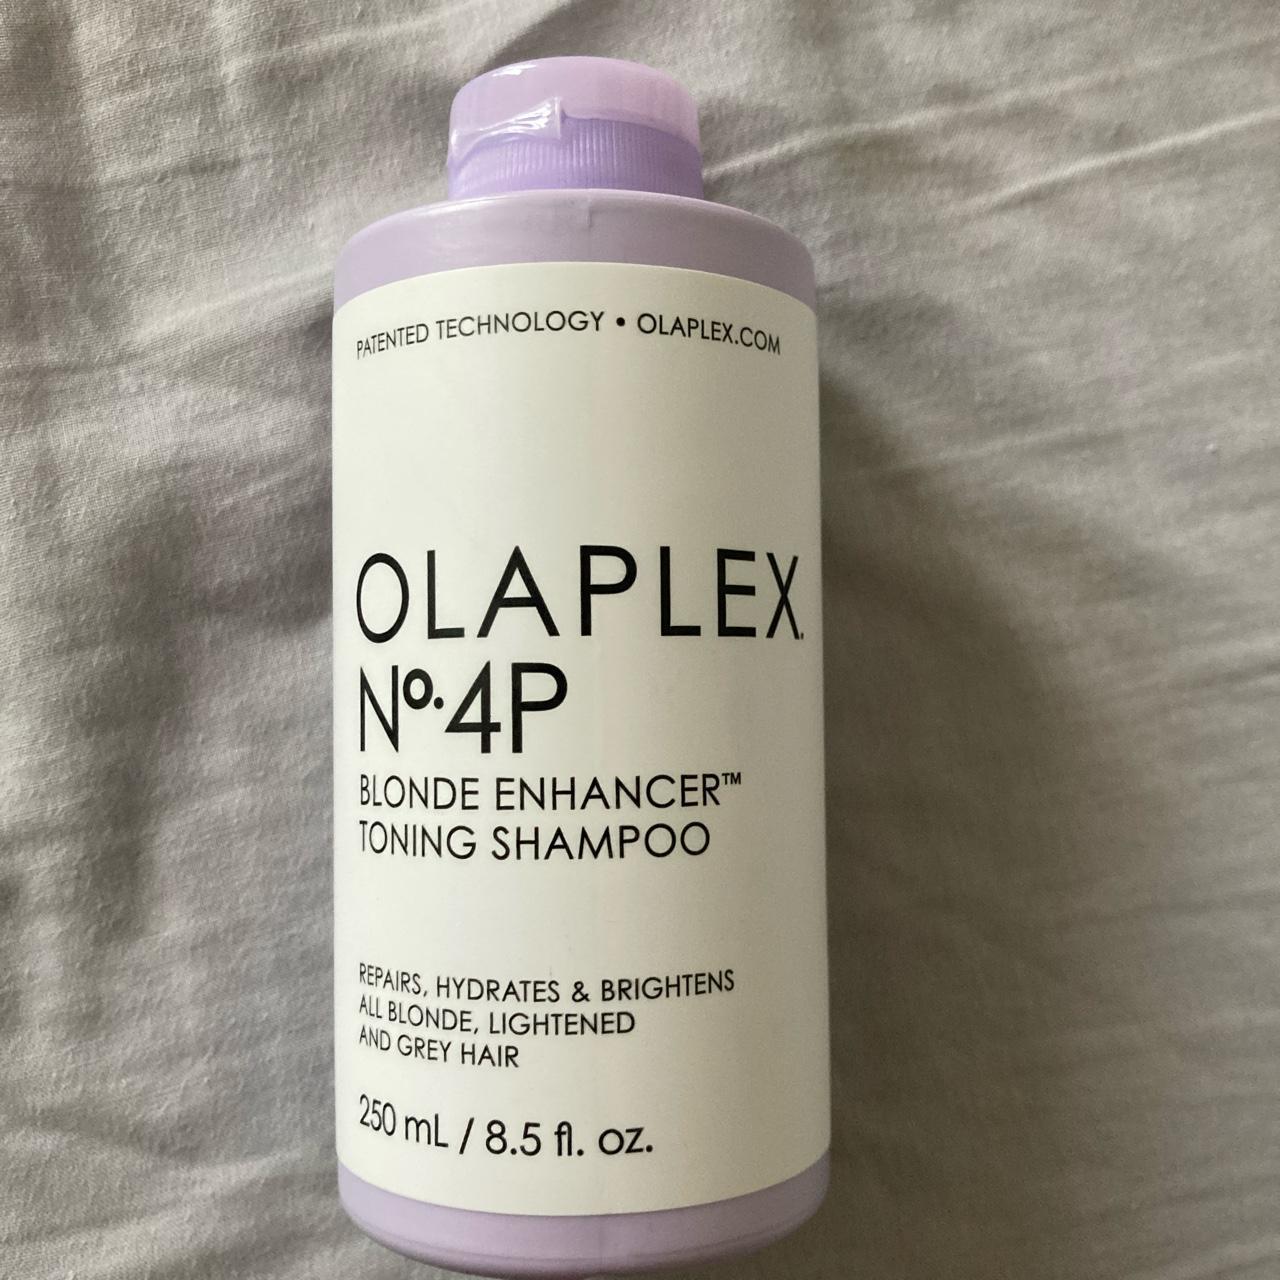 PATENTED TECHNOLOGY • OLAPLEX.COM
OLAPLEX.
Nº.4P
BLONDE ENHANCER™
TONING SHAMPOO
REPAIRS, HYDRATES & BRIGHTENS
ALL BLONDE, LIGHTENED
AND GREY HAIR
250 mL / 8.5 fl. oz.